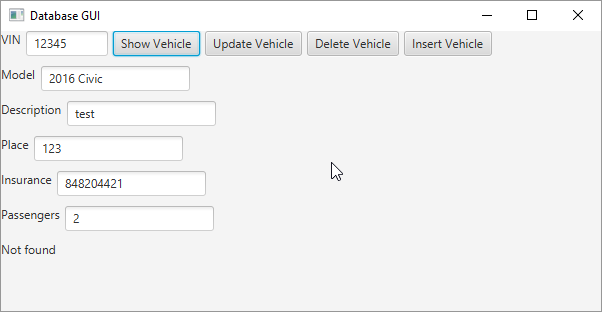 Database GUI
VIN 12345 Show Vehicle Update Vehicle Delete Vehicle Insert Vehicle
Model 2016 Civic
Description test
Place 123
Insurance 848204421
Passengers 2
Not found